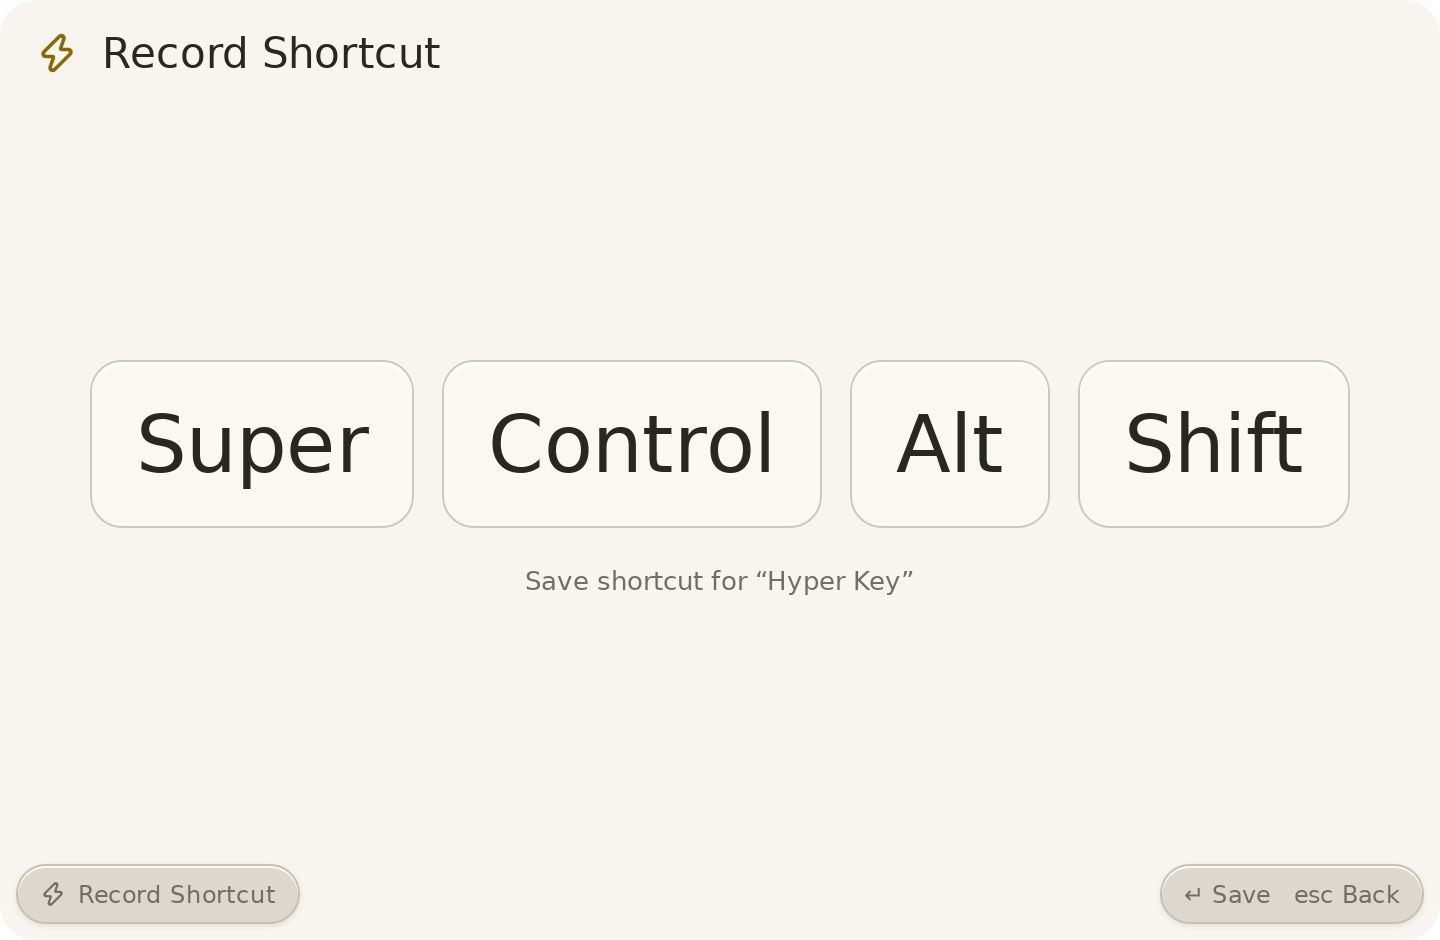 Record Shortcut
Super Control Alt Shift
Save shortcut for “Hyper Key”
Record Shortcut
↵ Save esc Back